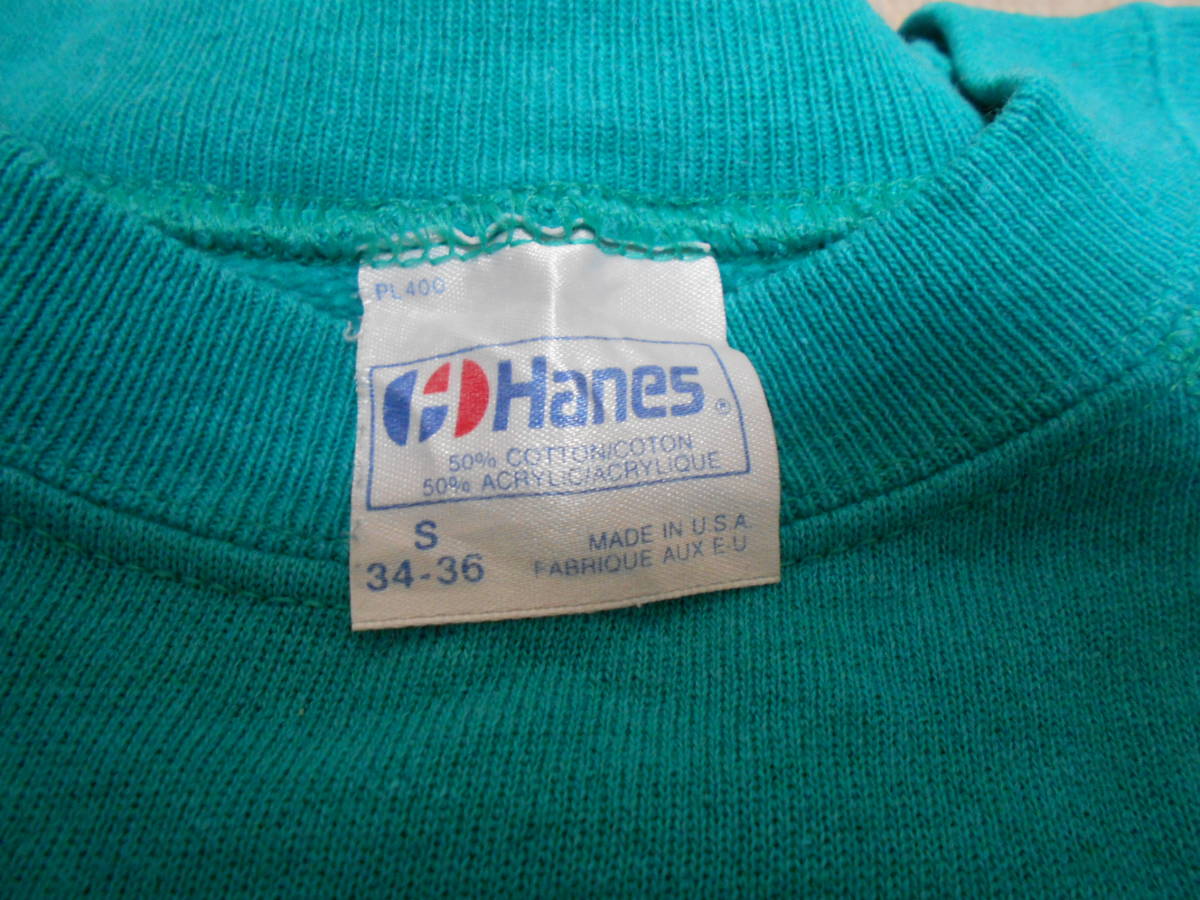 PL400
Hanes®
50% COTTON/COTON
50% ACRYLIC/ACRYLIQUE
S
34-36
MADE IN U.S.A.
FABRIQUE AUX E-U